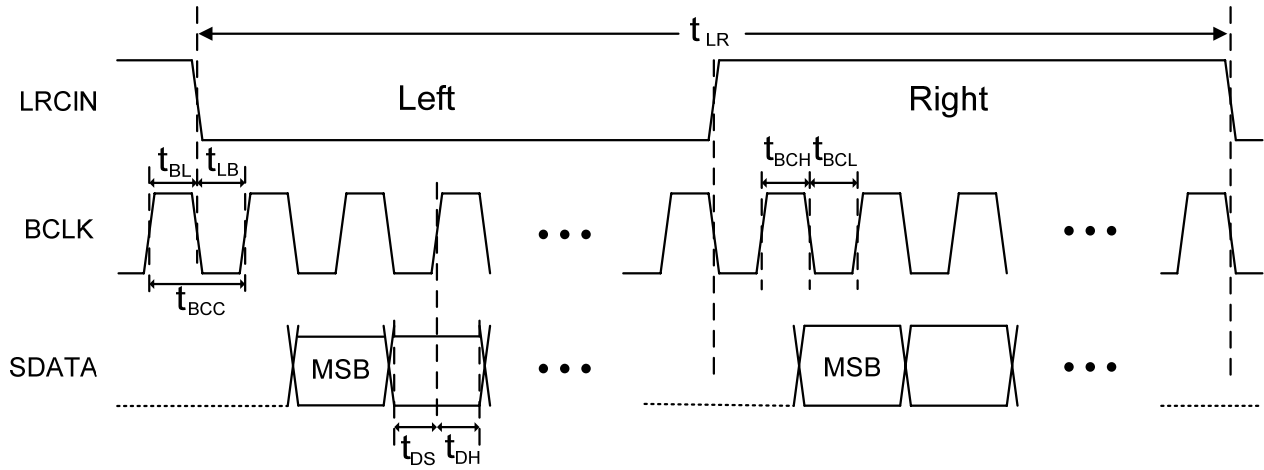 tLR
LRCIN
Left
Right
tBL
tLB
tBCH
tBCL
BCLK
tBCC
SDATA
MSB
MSB
tDS
tDH